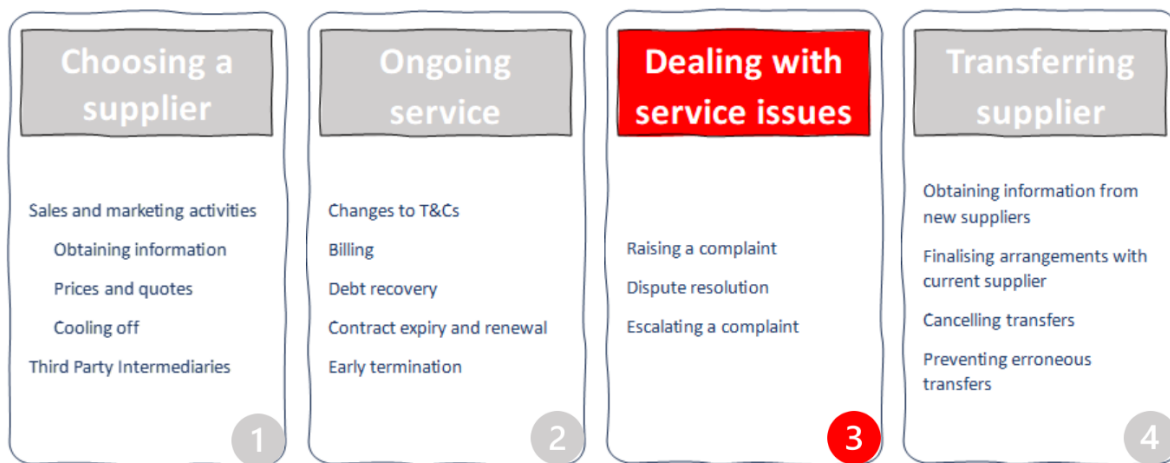 Choosing a
supplier
Sales and marketing activities
Obtaining information
Prices and quotes
Cooling off
Third Party Intermediaries
1
Ongoing
service
Changes to T&Cs
Billing
Debt recovery
Contract expiry and renewal
Early termination
2
Dealing with
service issues
Raising a complaint
Dispute resolution
Escalating a complaint
3
Transferring
supplier
Obtaining information from
new suppliers
Finalising arrangements with
current supplier
Cancelling transfers
Preventing erroneous
transfers
4